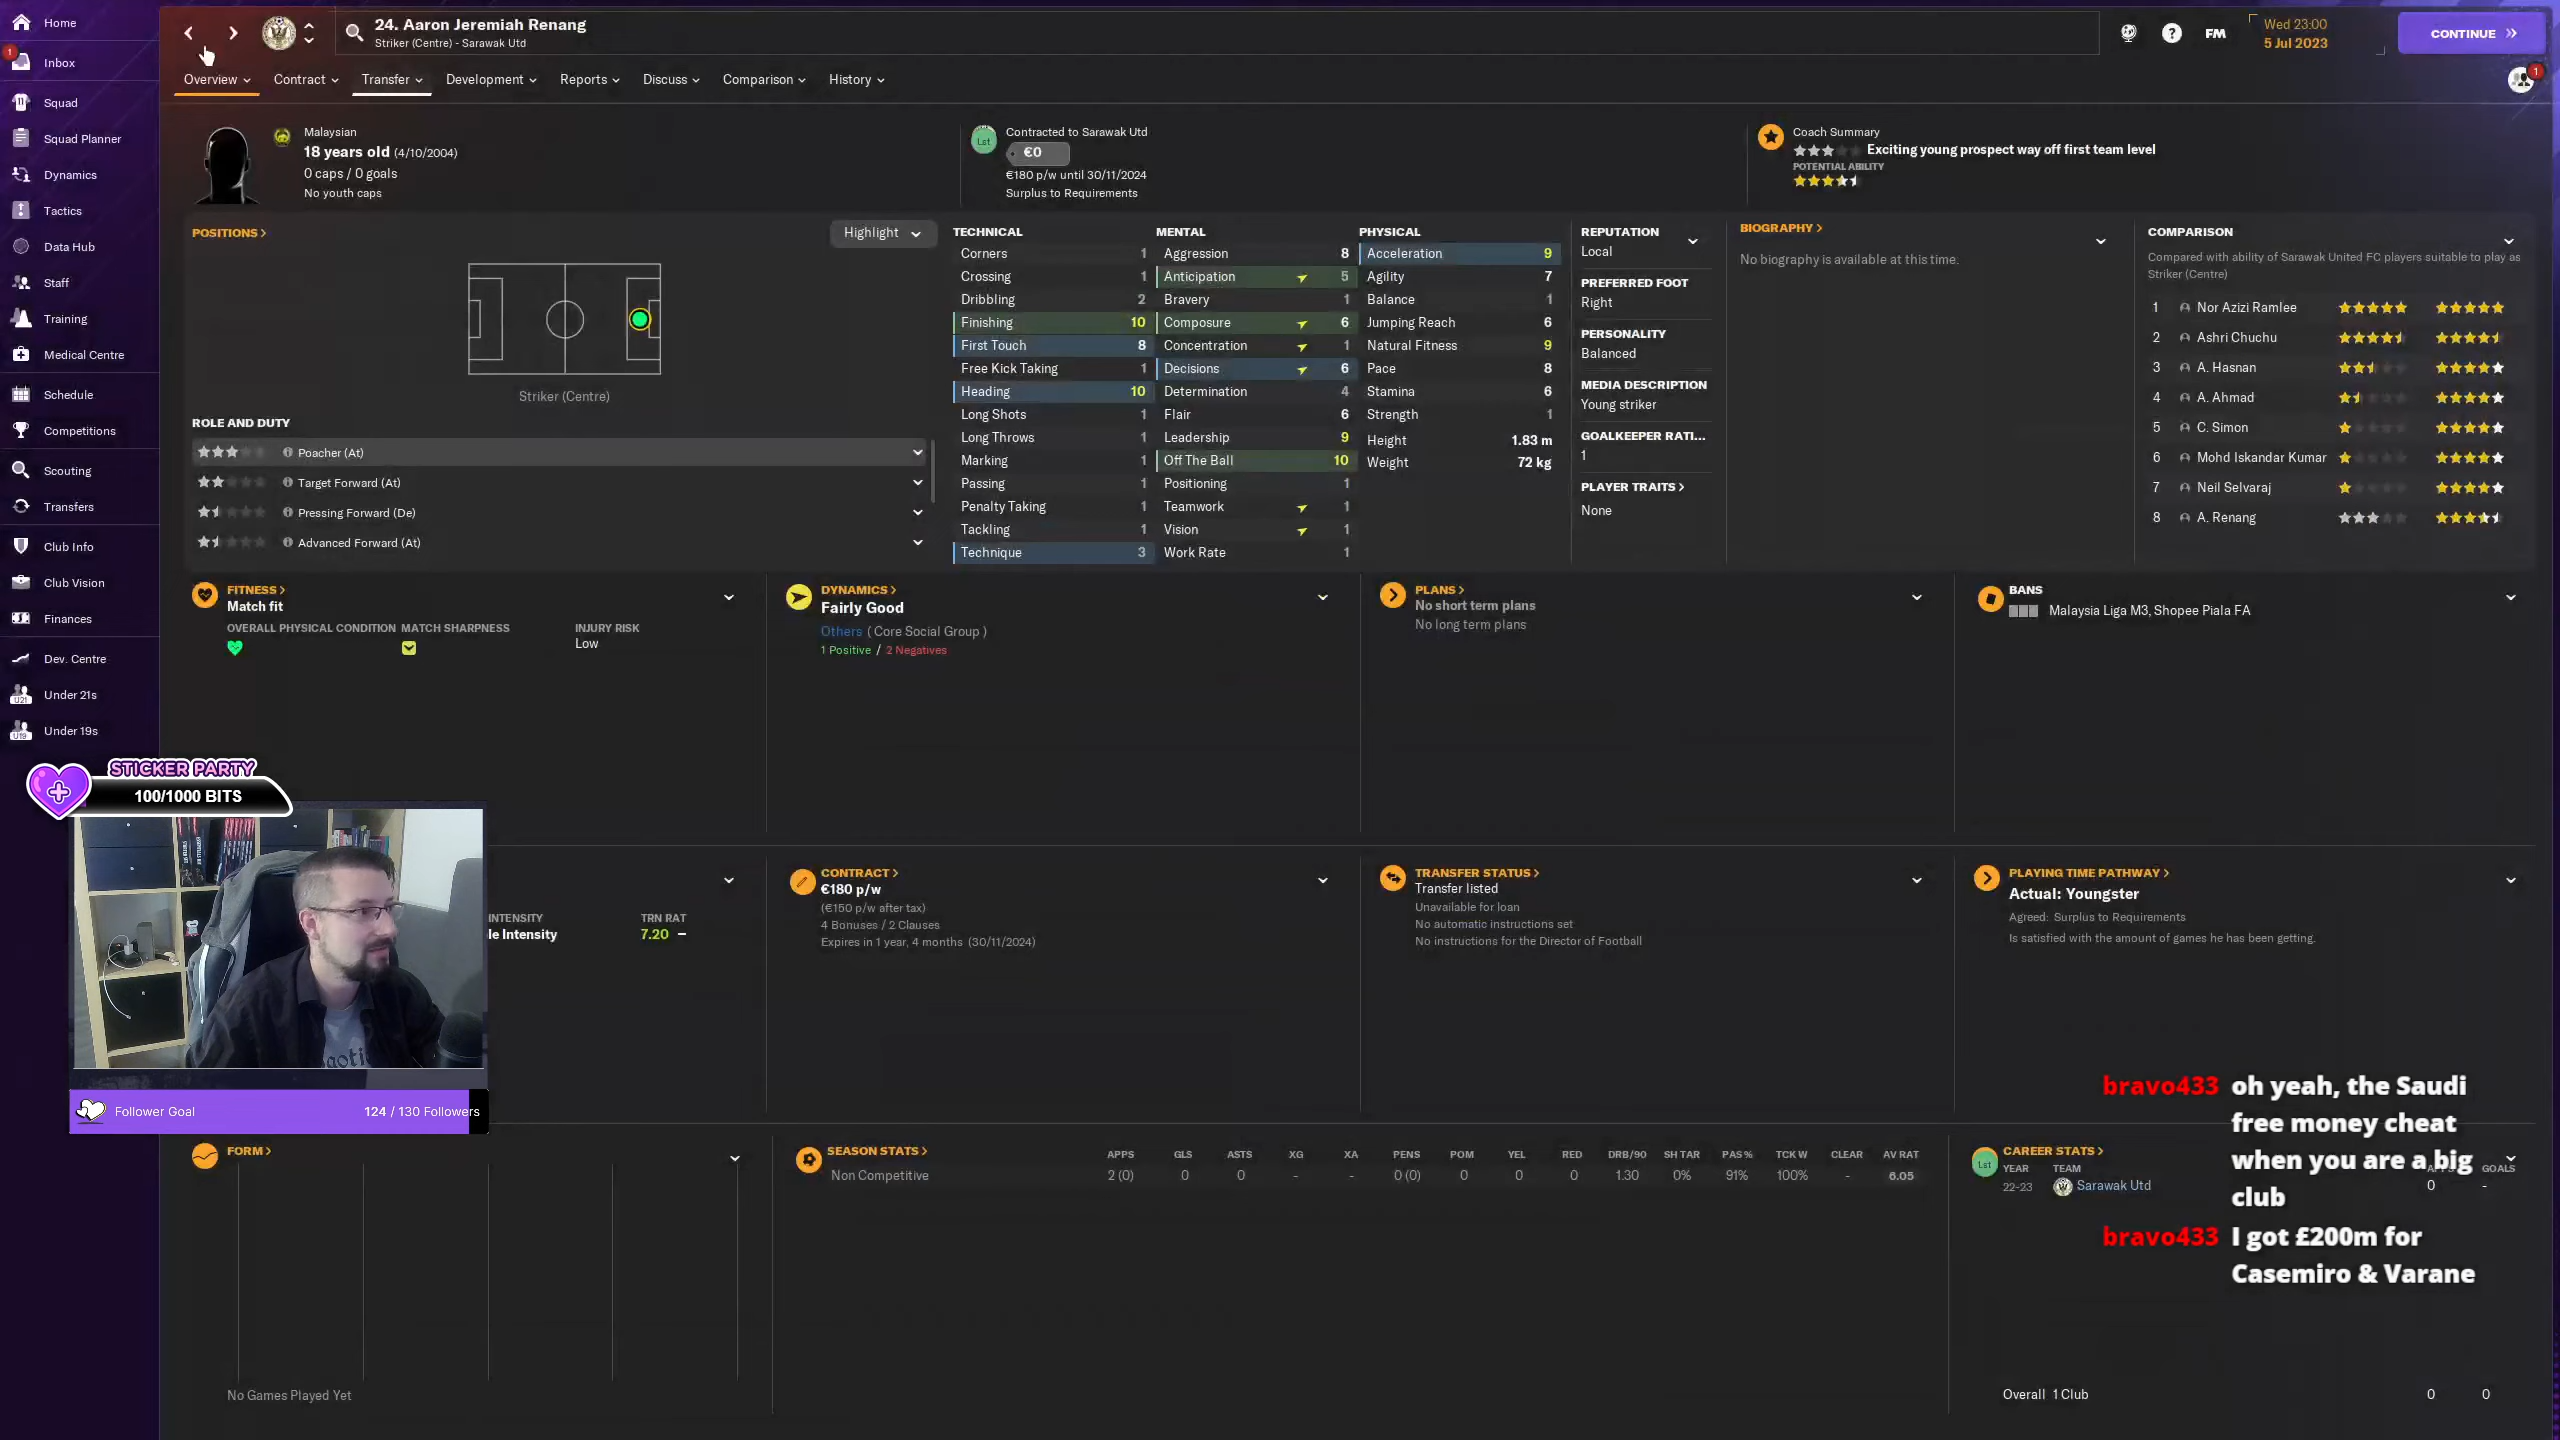 Home
Inbox
1
Squad
Squad Planner
Dynamics
Tactics
Data Hub
Staff
Training
Medical Centre
Schedule
Competitions
Scouting
Transfers
Club Info
Club Vision
Finances
Dev. Centre
Under 21s
Under 19s
24. Aaron Jeremiah Renang
Striker (Centre) - Sarawak Utd
FM
Wed 23:00
5 Jul 2023
CONTINUE
1
Overview
Contract
Transfer
Development
Reports
Discuss
Comparison
History
Malaysian
18 years old (4/10/2004)
0 caps / 0 goals
No youth caps
Lst
Contracted to Sarawak Utd
€0
€180 p/w until 30/11/2024
Surplus to Requirements
Coach Summary
Exciting young prospect way off first team level
POTENTIAL ABILITY
POSITIONS >
Highlight
Striker (Centre)
ROLE AND DUTY
Poacher (At)
Target Forward (At)
Pressing Forward (De)
Advanced Forward (At)
TECHNICAL
Corners 1
Crossing 1
Dribbling 2
Finishing 10
First Touch 8
Free Kick Taking 1
Heading 10
Long Shots 1
Long Throws 1
Marking 1
Passing 1
Penalty Taking 1
Tackling 1
Technique 3
MENTAL
Aggression 8
Anticipation 5
Bravery 1
Composure 6
Concentration 1
Decisions 6
Determination 4
Flair 6
Leadership 9
Off The Ball 10
Positioning 1
Teamwork 1
Vision 1
Work Rate 1
PHYSICAL
Acceleration 9
Agility 7
Balance 1
Jumping Reach 6
Natural Fitness 9
Pace 8
Stamina 6
Strength 1
Height 1.83 m
Weight 72 kg
REPUTATION
Local
PREFERRED FOOT
Right
PERSONALITY
Balanced
MEDIA DESCRIPTION
Young striker
GOALKEEPER RATI...
1
PLAYER TRAITS >
None
BIOGRAPHY >
No biography is available at this time.
COMPARISON
Compared with ability of Sarawak United FC players suitable to play as
Striker (Centre)
1 Nor Azizi Ramlee
2 Ashri Chuchu
3 A. Hasnan
4 A. Ahmad
5 C. Simon
6 Mohd Iskandar Kumar
7 Neil Selvaraj
8 A. Renang
FITNESS >
Match fit
OVERALL PHYSICAL CONDITION MATCH SHARPNESS INJURY RISK
Low
DYNAMICS >
Fairly Good
Others ( Core Social Group )
1 Positive / 2 Negatives
PLANS >
No short term plans
No long term plans
BANS
Malaysia Liga M3, Shopee Piala FA
STICKER PARTY
100/1000 BITS
INTENSITY TRN RAT
le Intensity 7.20 –
Follower Goal 124 / 130 Followers
CONTRACT >
€180 p/w
(€150 p/w after tax)
4 Bonuses / 2 Clauses
Expires in 1 year, 4 months (30/11/2024)
TRANSFER STATUS >
Transfer listed
Unavailable for loan
No automatic instructions set
No instructions for the Director of Football
PLAYING TIME PATHWAY >
Actual: Youngster
Agreed: Surplus to Requirements
Is satisfied with the amount of games he has been getting.
FORM >
No Games Played Yet
SEASON STATS > APPS GLS ASTS XG XA PENS POM YEL RED DRB/90 SH TAR PAS % TCK W CLEAR AV RAT
Non Competitive 2 (0) 0 0 - - 0 (0) 0 0 0 1.30 0% 91% 100% - 6.05
Lst
CAREER STATS >
YEAR TEAM GOALS
22-23 Sarawak Utd 0 -
Overall 1 Club 0 0
bravo433 oh yeah, the Saudi
free money cheat
when you are a big
club
bravo433 I got £200m for
Casemiro & Varane